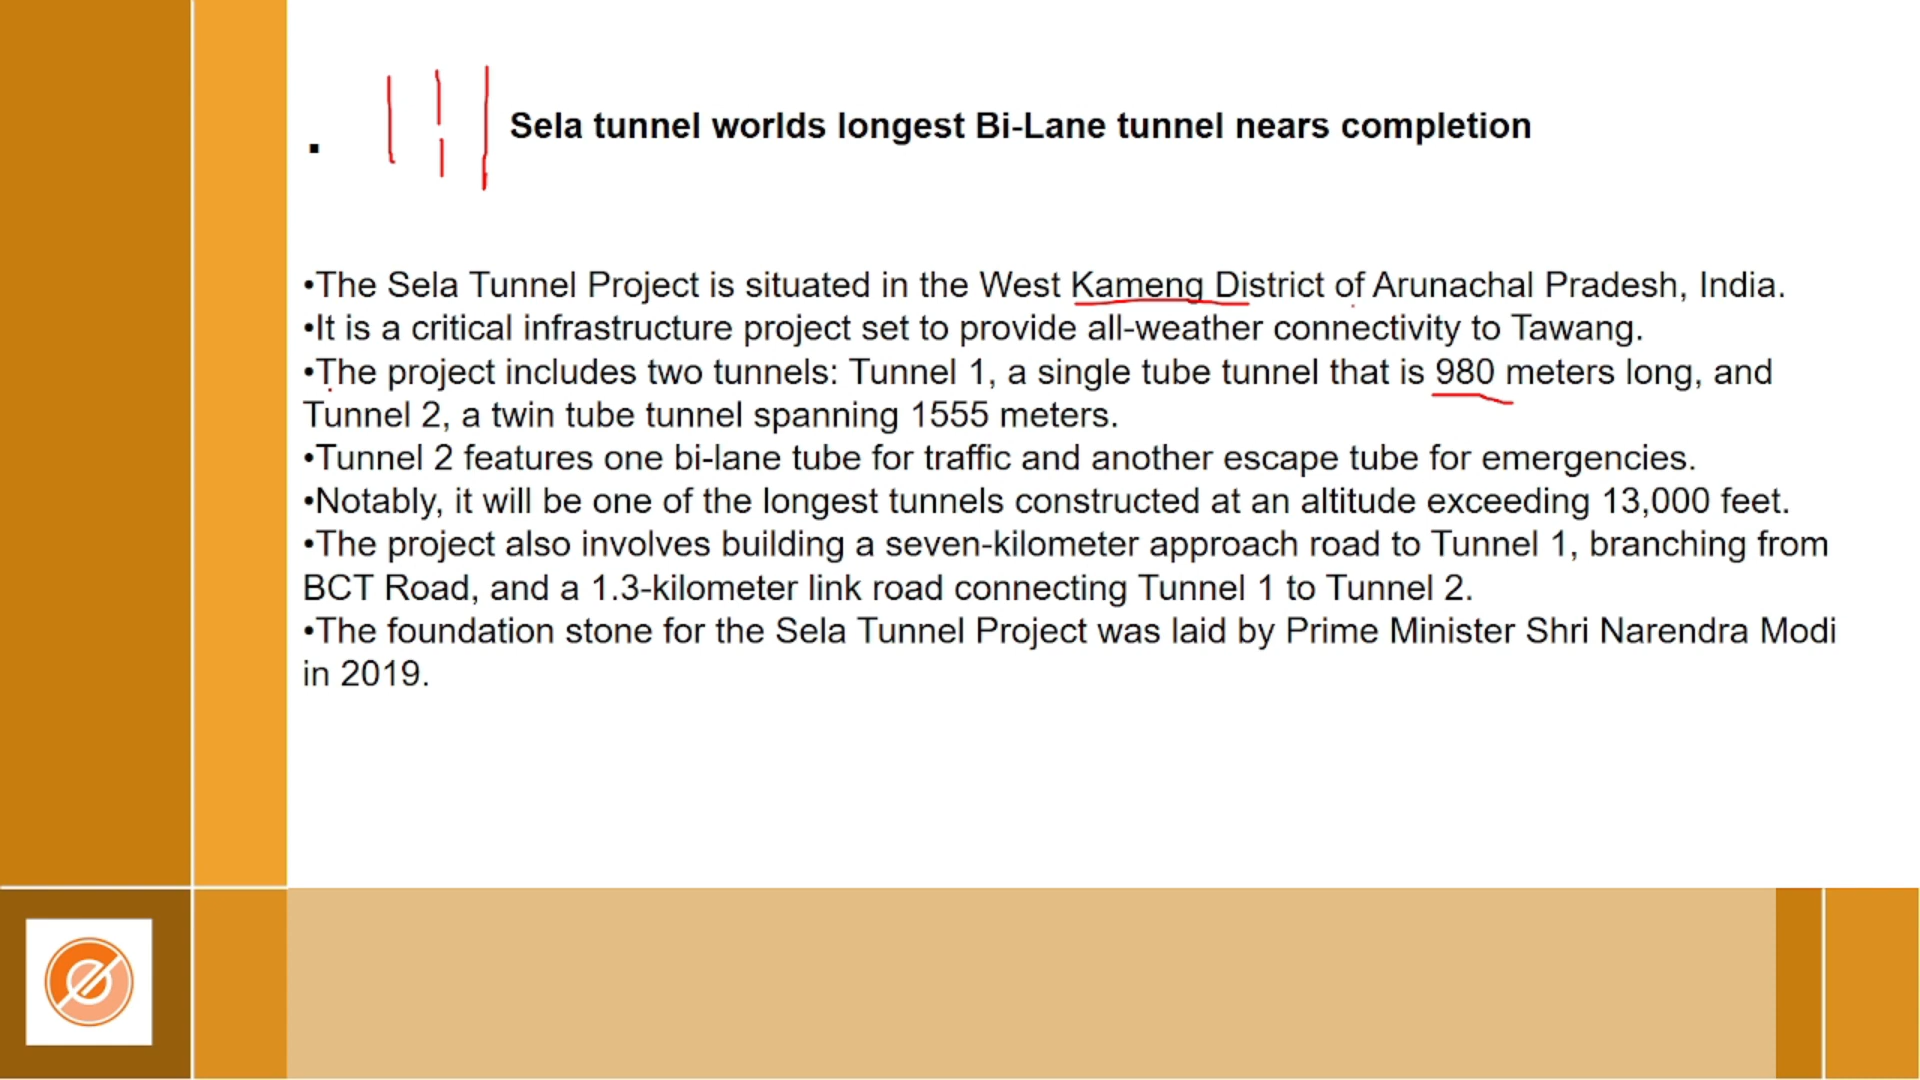 Sela tunnel worlds longest Bi-Lane tunnel nears completion
•The Sela Tunnel Project is situated in the West Kameng District of Arunachal Pradesh, India.
•It is a critical infrastructure project set to provide all-weather connectivity to Tawang.
•The project includes two tunnels: Tunnel 1, a single tube tunnel that is 980 meters long, and
Tunnel 2, a twin tube tunnel spanning 1555 meters.
•Tunnel 2 features one bi-lane tube for traffic and another escape tube for emergencies.
•Notably, it will be one of the longest tunnels constructed at an altitude exceeding 13,000 feet.
•The project also involves building a seven-kilometer approach road to Tunnel 1, branching from
BCT Road, and a 1.3-kilometer link road connecting Tunnel 1 to Tunnel 2.
•The foundation stone for the Sela Tunnel Project was laid by Prime Minister Shri Narendra Modi
in 2019.